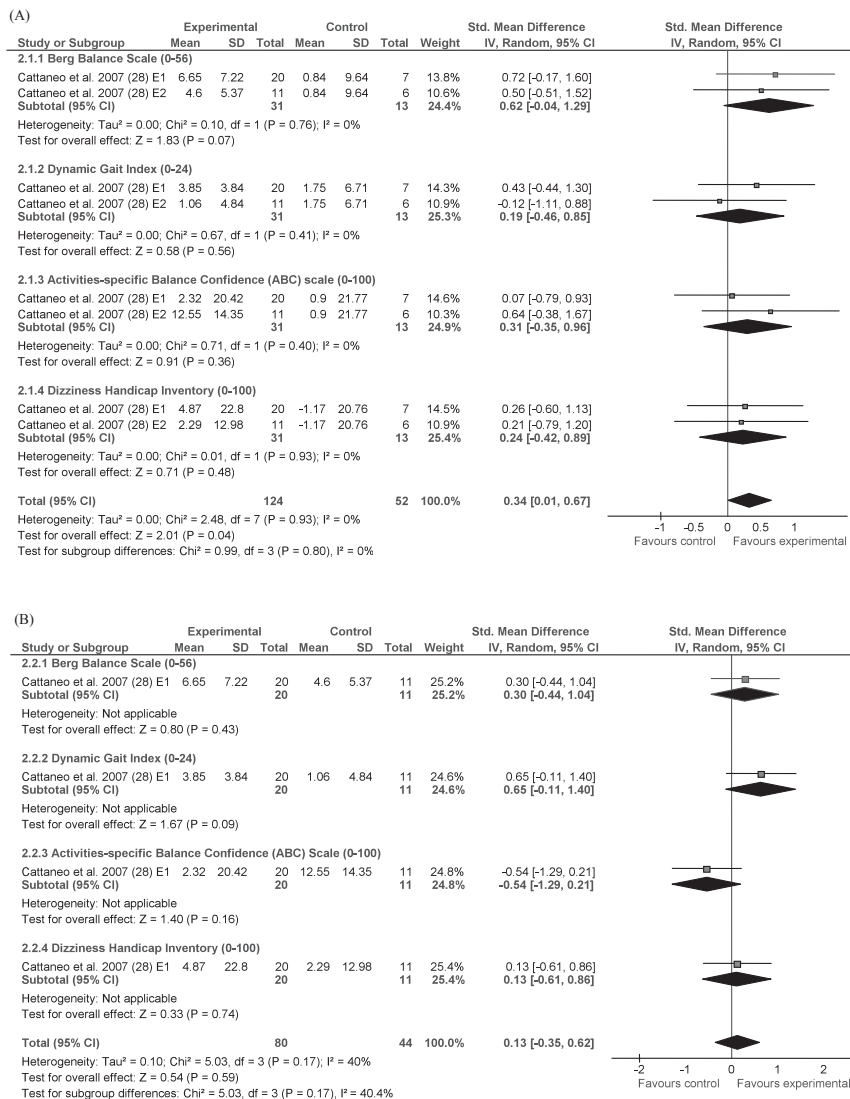 (A)
Experimental Control Std. Mean Difference Std. Mean Difference
Study or Subgroup Mean SD Total Mean SD Total Weight IV, Random, 95% CI IV, Random, 95% CI
2.1.1 Berg Balance Scale (0-56)
Cattaneo et al. 2007 (28) E1 6.65 7.22 20 0.84 9.64 7 13.8% 0.72 [-0.17, 1.60]
Cattaneo et al. 2007 (28) E2 4.6 5.37 11 0.84 9.64 6 10.6% 0.50 [-0.51, 1.52]
Subtotal (95% CI) 31 13 24.4% 0.62 [-0.04, 1.29]
Heterogeneity: Tau² = 0.00; Chi² = 0.10, df = 1 (P = 0.76); I² = 0%
Test for overall effect: Z = 1.83 (P = 0.07)
2.1.2 Dynamic Gait Index (0-24)
Cattaneo et al. 2007 (28) E1 3.85 3.84 20 1.75 6.71 7 14.3% 0.43 [-0.44, 1.30]
Cattaneo et al. 2007 (28) E2 1.06 4.84 11 1.75 6.71 6 10.9% -0.12 [-1.11, 0.88]
Subtotal (95% CI) 31 13 25.3% 0.19 [-0.46, 0.85]
Heterogeneity: Tau² = 0.00; Chi² = 0.67, df = 1 (P = 0.41); I² = 0%
Test for overall effect: Z = 0.58 (P = 0.56)
2.1.3 Activities-specific Balance Confidence (ABC) scale (0-100)
Cattaneo et al. 2007 (28) E1 2.32 20.42 20 0.9 21.77 7 14.6% 0.07 [-0.79, 0.93]
Cattaneo et al. 2007 (28) E2 12.55 14.35 11 0.9 21.77 6 10.3% 0.64 [-0.38, 1.67]
Subtotal (95% CI) 31 13 24.9% 0.31 [-0.35, 0.96]
Heterogeneity: Tau² = 0.00; Chi² = 0.71, df = 1 (P = 0.40); I² = 0%
Test for overall effect: Z = 0.91 (P = 0.36)
2.1.4 Dizziness Handicap Inventory (0-100)
Cattaneo et al. 2007 (28) E1 4.87 22.8 20 -1.17 20.76 7 14.5% 0.26 [-0.60, 1.13]
Cattaneo et al. 2007 (28) E2 2.29 12.98 11 -1.17 20.76 6 10.9% 0.21 [-0.79, 1.20]
Subtotal (95% CI) 31 13 25.4% 0.24 [-0.42, 0.89]
Heterogeneity: Tau² = 0.00; Chi² = 0.01, df = 1 (P = 0.93); I² = 0%
Test for overall effect: Z = 0.71 (P = 0.48)
Total (95% CI) 124 52 100.0% 0.34 [0.01, 0.67]
Heterogeneity: Tau² = 0.00; Chi² = 2.48, df = 7 (P = 0.93); I² = 0%
Test for overall effect: Z = 2.01 (P = 0.04)
Test for subgroup differences: Chi² = 0.99, df = 3 (P = 0.80), I² = 0%
-1 0 0.5 1
Favours control Favours experimental
(B)
Experimental Control Std. Mean Difference Std. Mean Difference
Study or Subgroup Mean SD Total Mean SD Total Weight IV, Random, 95% CI IV, Random, 95% CI
2.2.1 Berg Balance Scale (0-56)
Cattaneo et al. 2007 (28) E1 6.65 7.22 20 4.6 5.37 11 25.2% 0.30 [-0.44, 1.04]
Subtotal (95% CI) 20 11 25.2% 0.30 [-0.44, 1.04]
Heterogeneity: Not applicable
Test for overall effect: Z = 0.80 (P = 0.43)
2.2.2 Dynamic Gait Index (0-24)
Cattaneo et al. 2007 (28) E1 3.85 3.84 20 1.06 4.84 11 24.6% 0.65 [-0.11, 1.40]
Subtotal (95% CI) 20 11 24.6% 0.65 [-0.11, 1.40]
Heterogeneity: Not applicable
Test for overall effect: Z = 1.67 (P = 0.09)
2.2.3 Activities-specific Balance Confidence (ABC) Scale (0-100)
Cattaneo et al. 2007 (28) E1 2.32 20.42 20 12.55 14.35 11 24.8% -0.54 [-1.29, 0.21]
Subtotal (95% CI) 20 11 24.8% -0.54 [-1.29, 0.21]
Heterogeneity: Not applicable
Test for overall effect: Z = 1.40 (P = 0.16)
2.2.4 Dizziness Handicap Inventory (0-100)
Cattaneo et al. 2007 (28) E1 4.87 22.8 20 2.29 12.98 11 25.4% 0.13 [-0.61, 0.86]
Subtotal (95% CI) 20 11 25.4% 0.13 [-0.61, 0.86]
Heterogeneity: Not applicable
Test for overall effect: Z = 0.33 (P = 0.74)
Total (95% CI) 80 44 100.0% 0.13 [-0.35, 0.62]
Heterogeneity: Tau² = 0.10; Chi² = 5.03, df = 3 (P = 0.17); I² = 40%
Test for overall effect: Z = 0.54 (P = 0.59)
Test for subgroup differences: Chi² = 5.03, df = 3 (P = 0.17), I² = 40.4%
-2 -1 0 1 2
Favours control Favours experimental